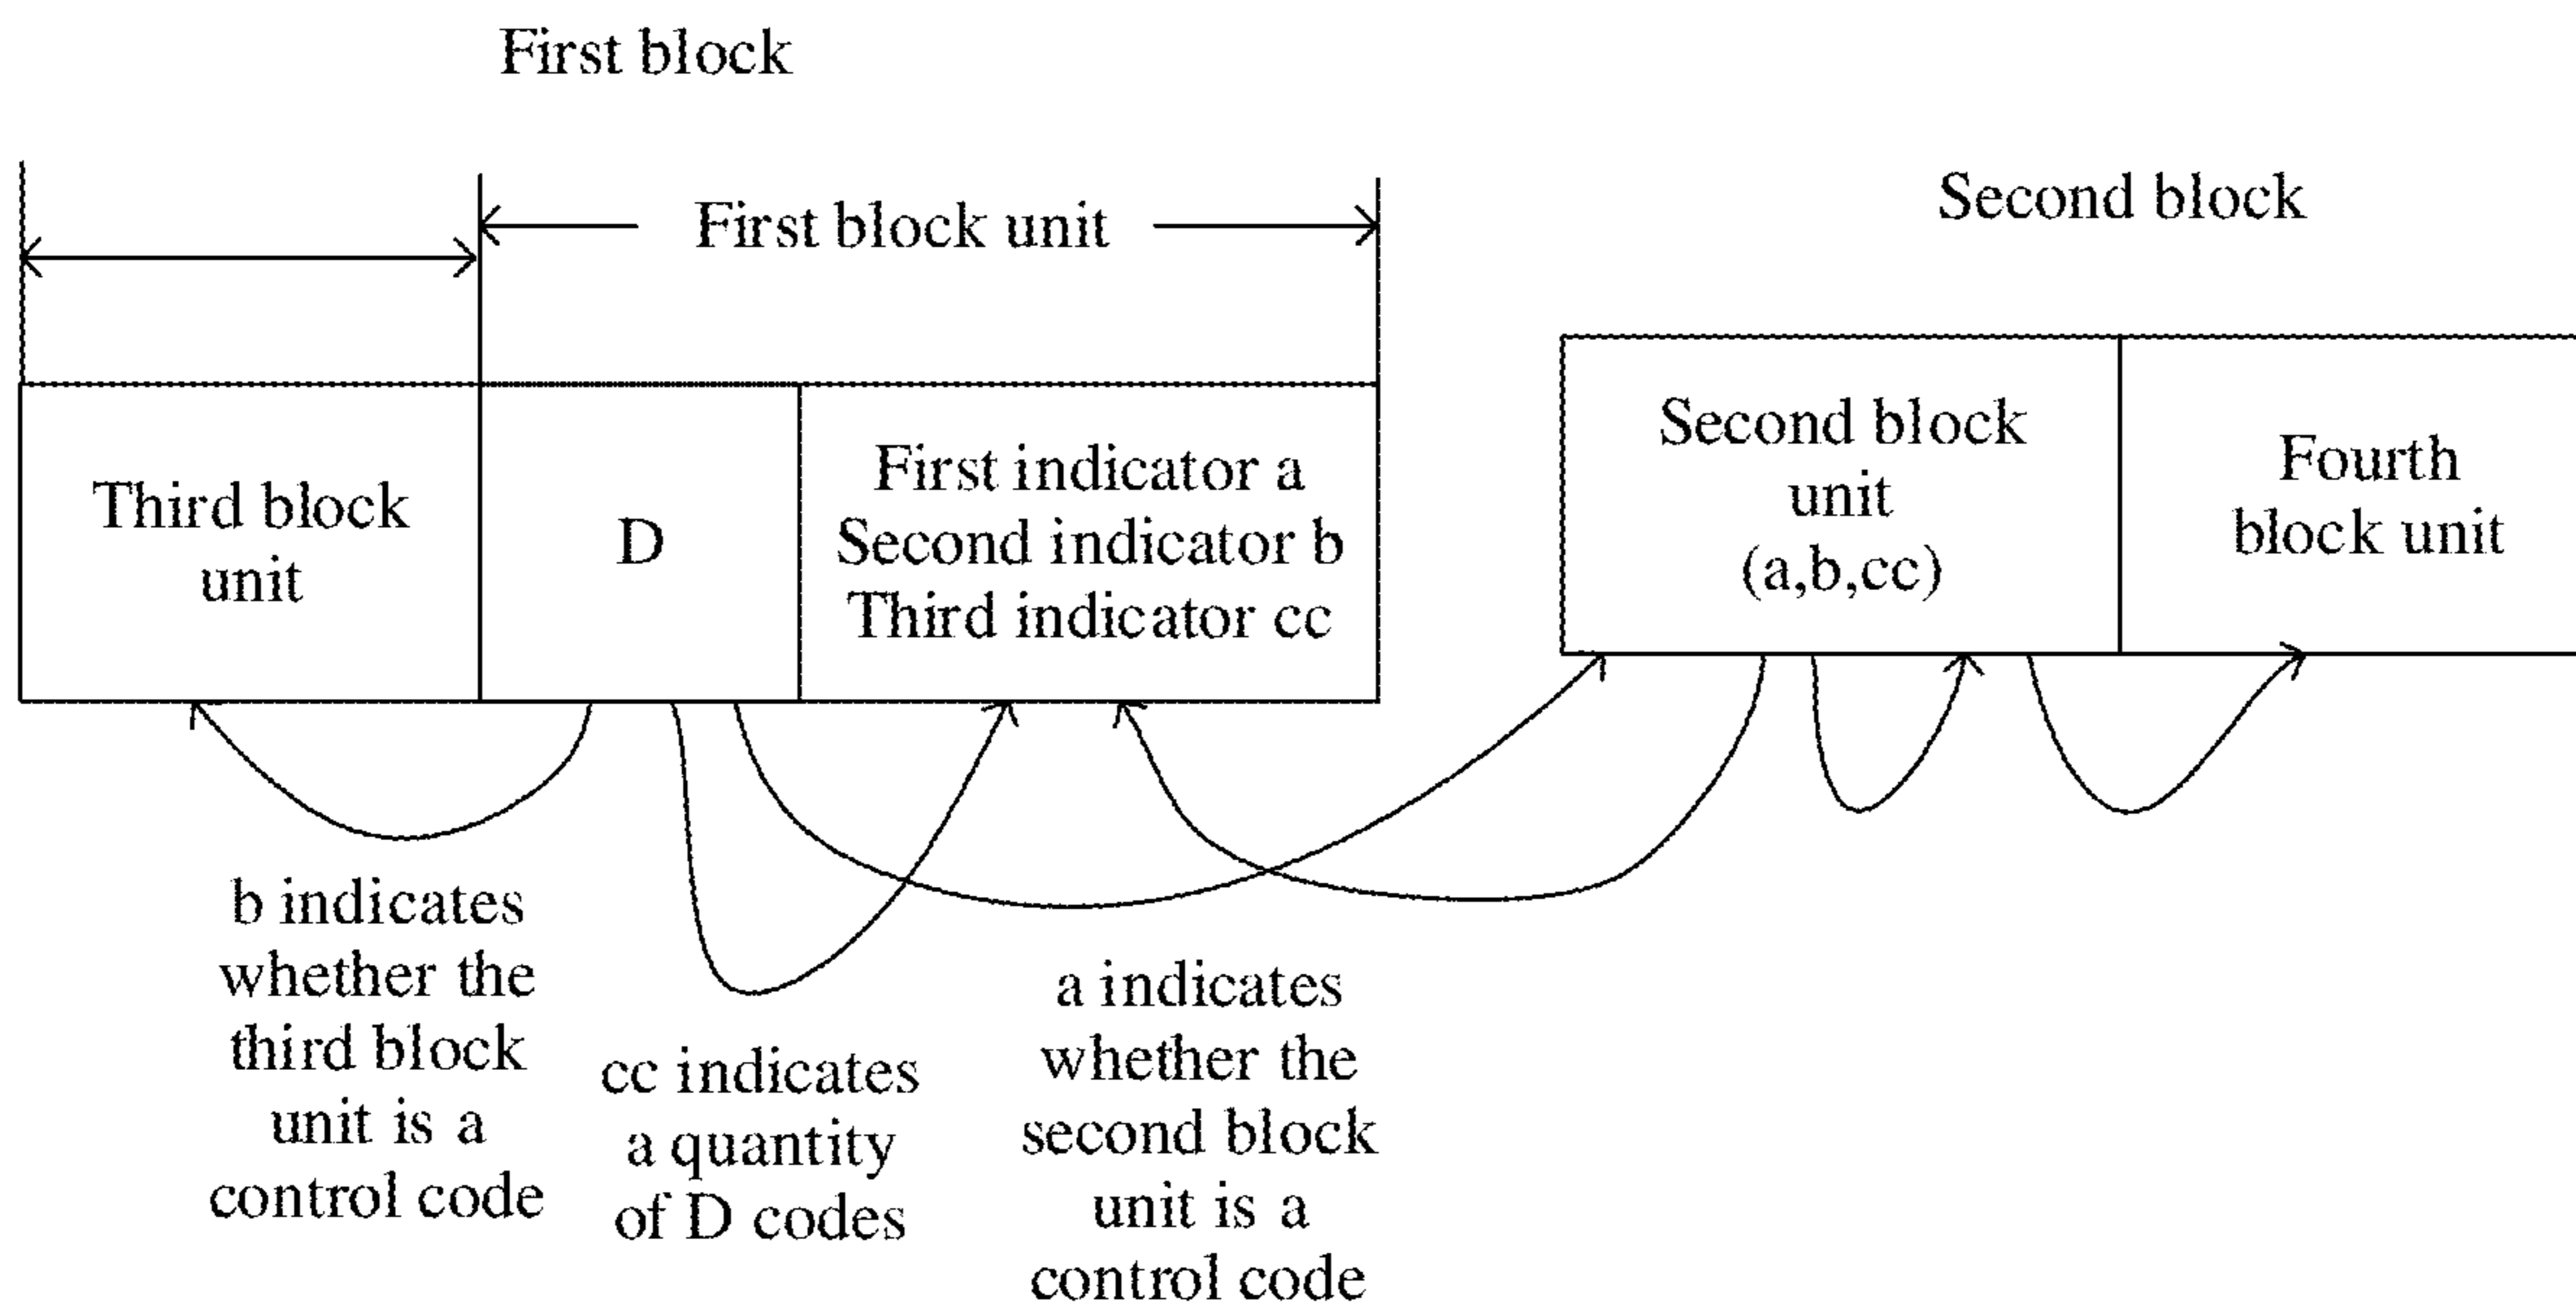 First block
First block unit
Second block
Third block
unit
D
First indicator a
Second indicator b
Third indicator cc
Second block
unit
(a,b,cc)
Fourth
block unit
b indicates
whether the
third block
unit is a
control code
cc indicates
a quantity
of D codes
a indicates
whether the
second block
unit is a
control code